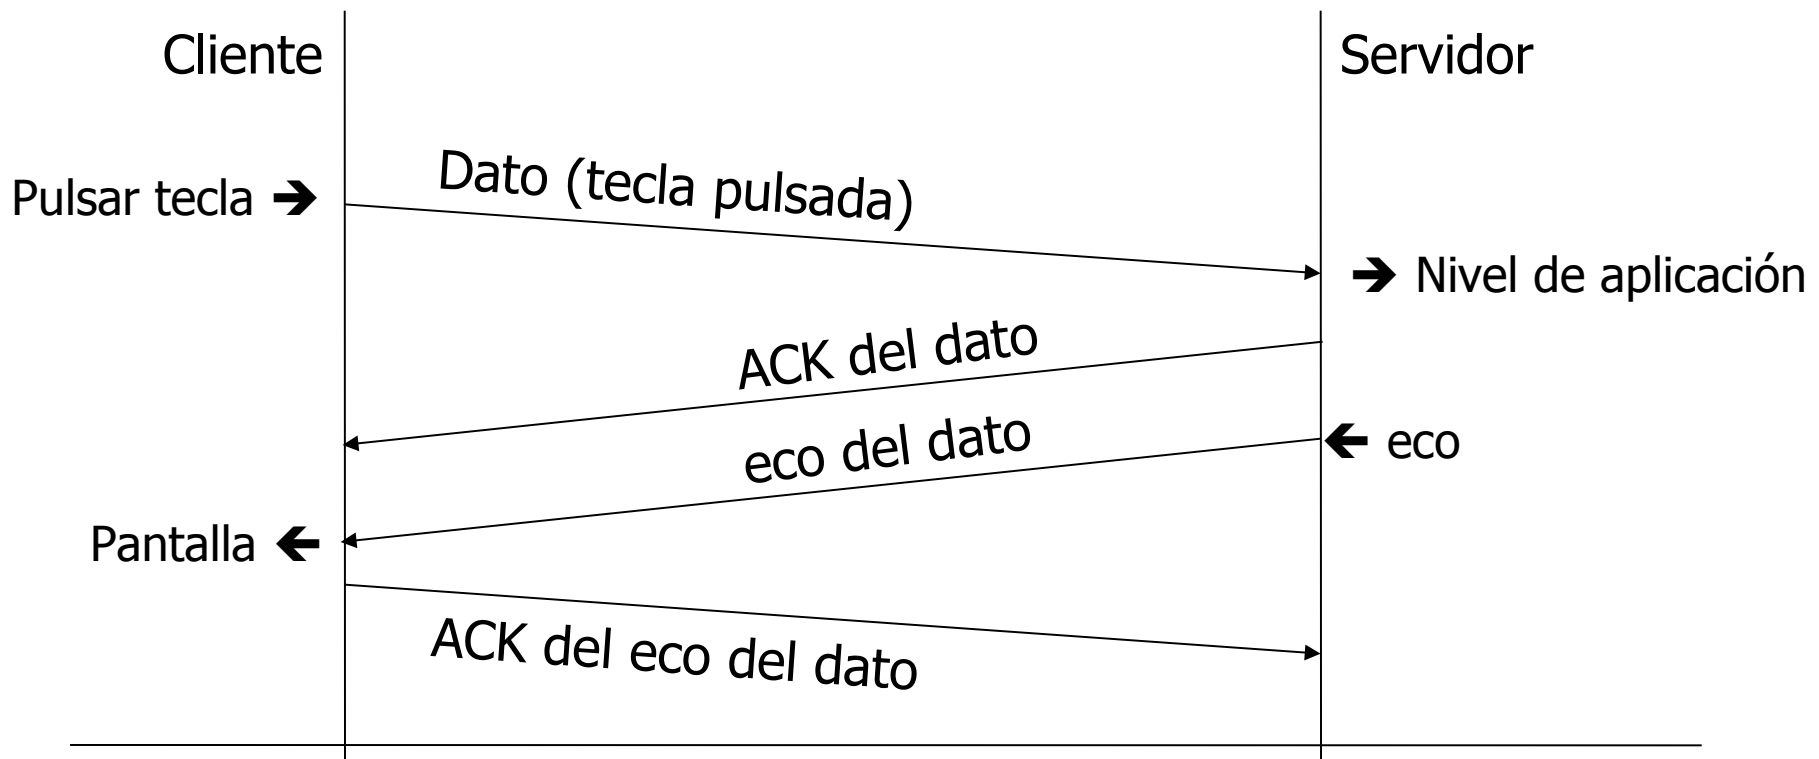 Cliente
Servidor
Dato (tecla pulsada)
Pulsar tecla ➔
➔ Nivel de aplicación
ACK del dato
eco del dato
🡸 eco
Pantalla 🡸
ACK del eco del dato